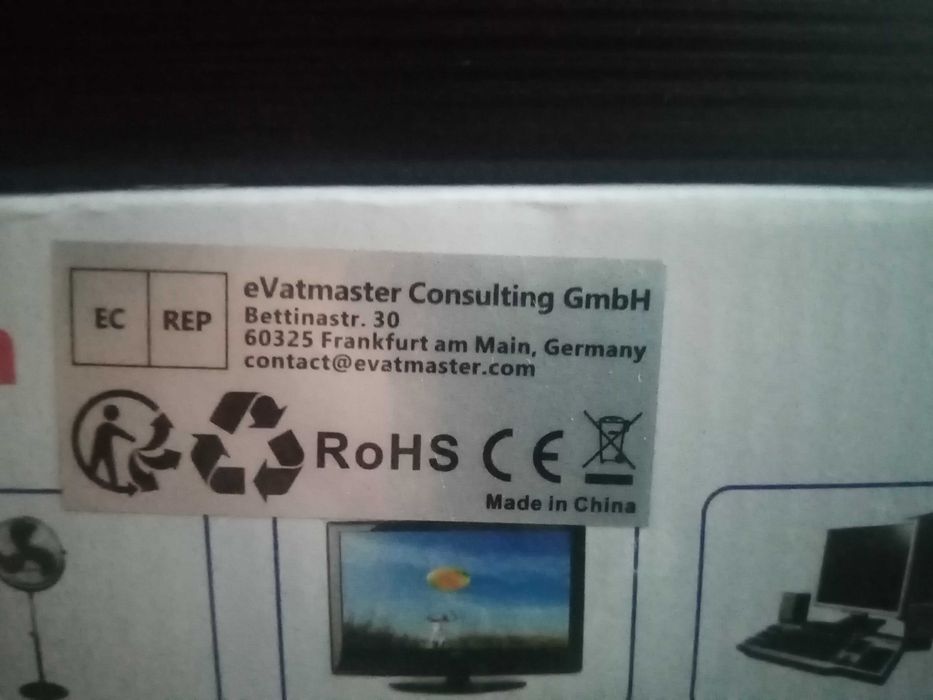 EC REP
eVatmaster Consulting GmbH
Bettinastr. 30
60325 Frankfurt am Main, Germany
contact@evatmaster.com
RoHS CE
Made in China